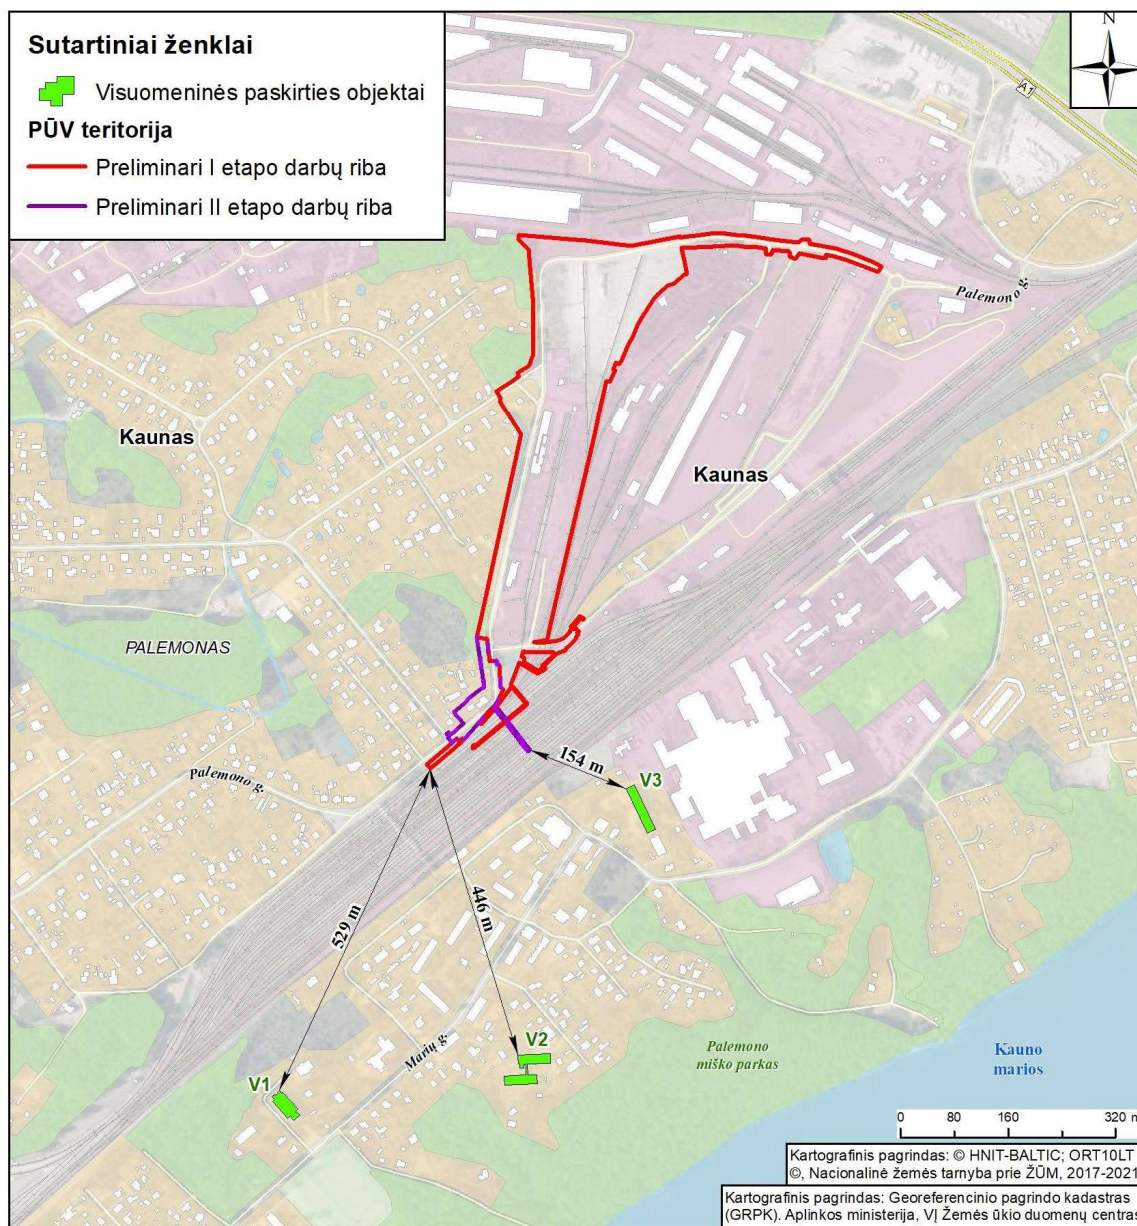 Sutartiniai ženklai
Visuomeninės paskirties objektai
PŪV teritorija
Preliminari I etapo darbų riba
Preliminari II etapo darbų riba
N
A1
Palemono g.
Kaunas
Kaunas
PALEMONAS
154 m
V3
Palemono g.
446 m
529 m
Marių g.
V2
V1
Palemono
miško parkas
Kauno
marios
0 80 160 320 m
Kartografinis pagrindas: © HNIT-BALTIC; ORT10LT
©, Nacionalinė žemės tarnyba prie ŽŪM, 2017-2021
Kartografinis pagrindas: Georeferencinio pagrindo kadastras
(GRPK). Aplinkos ministerija, VĮ Žemės ūkio duomenų centras